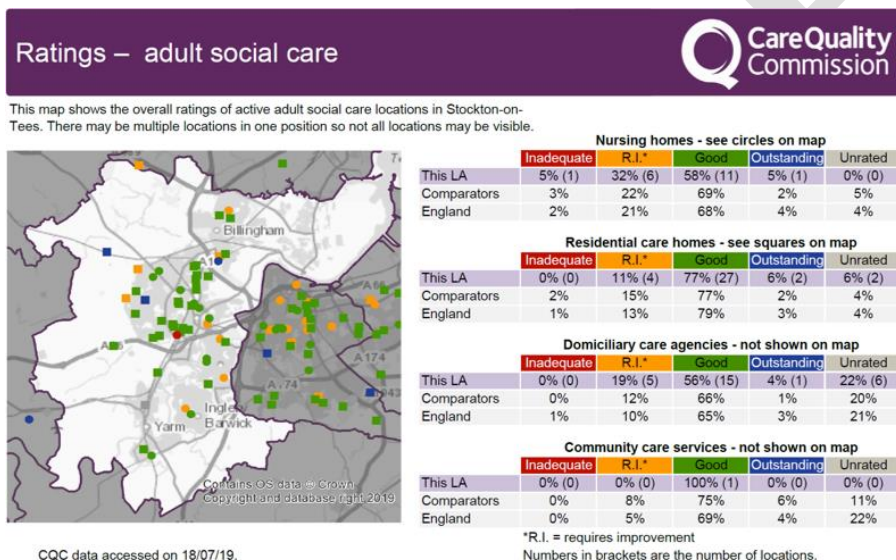 Ratings – adult social care
CareQuality
Commission
This map shows the overall ratings of active adult social care locations in Stockton-on-
Tees. There may be multiple locations in one position so not all locations may be visible.
Billingham
A174
Yarm
Barwick
Contains OS data © Crown
Copyright and database right 2019
CQC data accessed on 18/07/19.
Nursing homes - see circles on map
Inadequate R.I.* Good Outstanding Unrated
This LA 5% (1) 32% (6) 58% (11) 5% (1) 0% (0)
Comparators 3% 22% 69% 2% 5%
England 2% 21% 68% 4% 4%
Residential care homes - see squares on map
Inadequate R.I.* Good Outstanding Unrated
This LA 0% (0) 11% (4) 77% (27) 6% (2) 6% (2)
Comparators 2% 15% 77% 2% 4%
England 1% 13% 79% 3% 4%
Domiciliary care agencies - not shown on map
Inadequate R.I.* Good Outstanding Unrated
This LA 0% (0) 19% (5) 56% (15) 4% (1) 22% (6)
Comparators 0% 12% 66% 1% 20%
England 1% 10% 65% 3% 21%
Community care services - not shown on map
Inadequate R.I.* Good Outstanding Unrated
This LA 0% (0) 0% (0) 100% (1) 0% (0) 0% (0)
Comparators 0% 8% 75% 6% 11%
England 0% 5% 69% 4% 22%
*R.I. = requires improvement
Numbers in brackets are the number of locations.